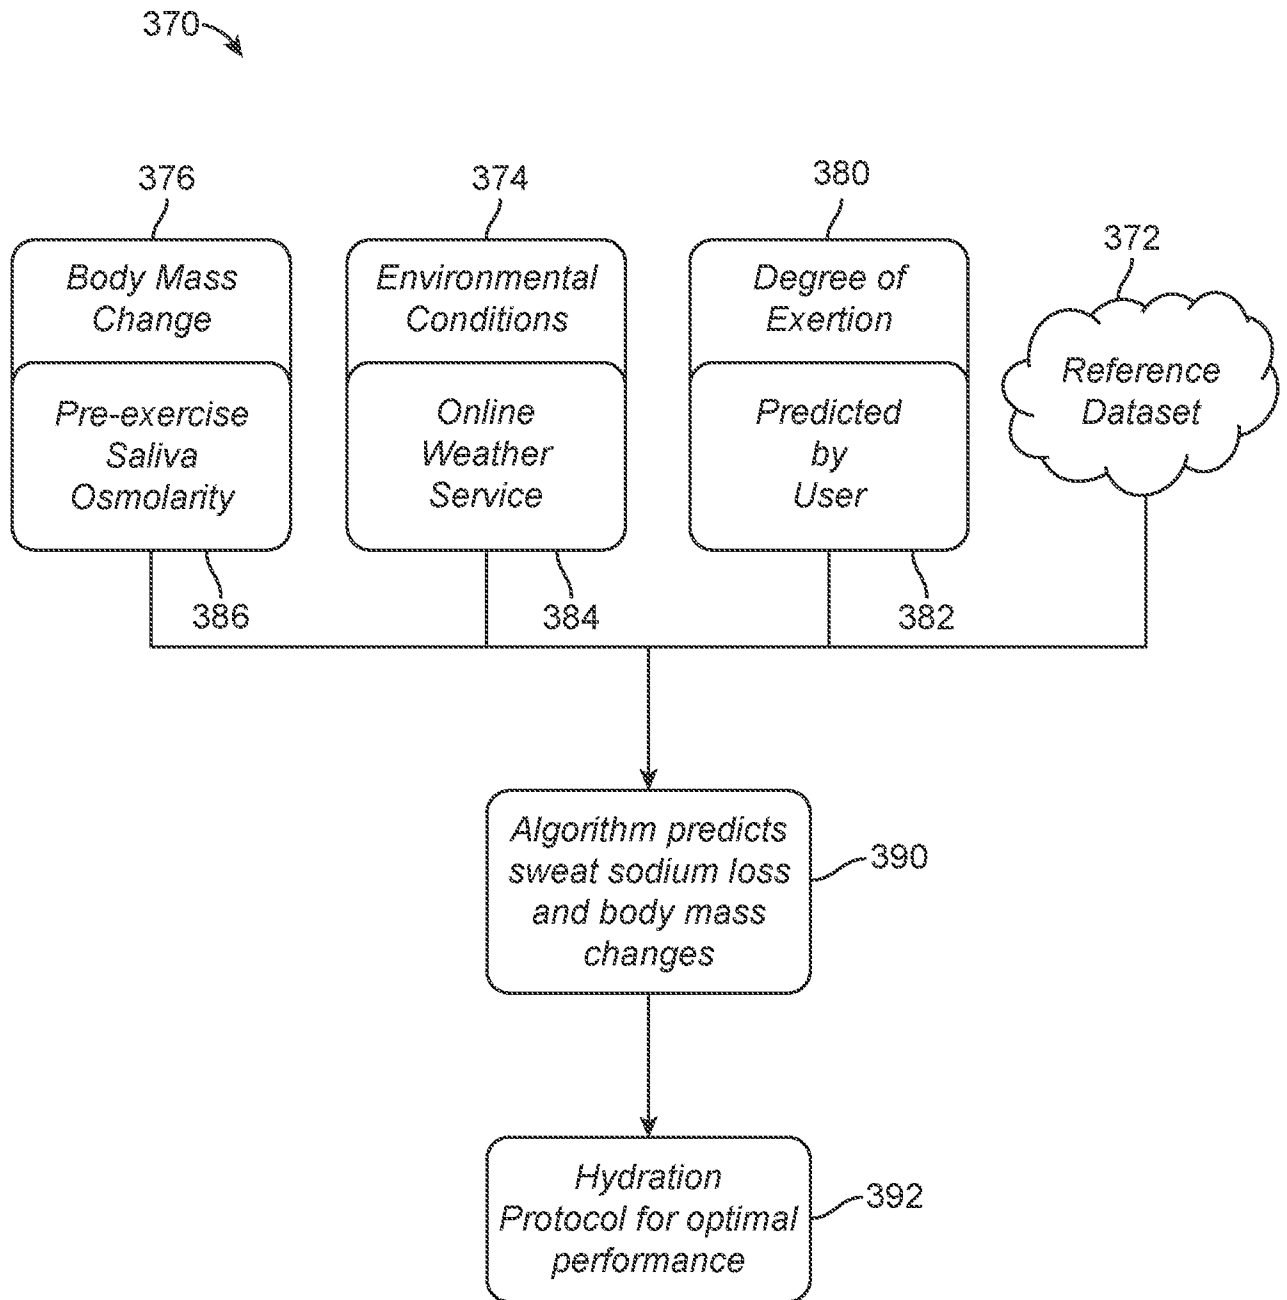 370
376
Body Mass
Change
Pre-exercise
Saliva
Osmolarity
386
374
Environmental
Conditions
Online
Weather
Service
384
380
Degree of
Exertion
Predicted
by
User
382
372
Reference
Dataset
Algorithm predicts
sweat sodium loss
and body mass
changes
390
Hydration
Protocol for optimal
performance
392